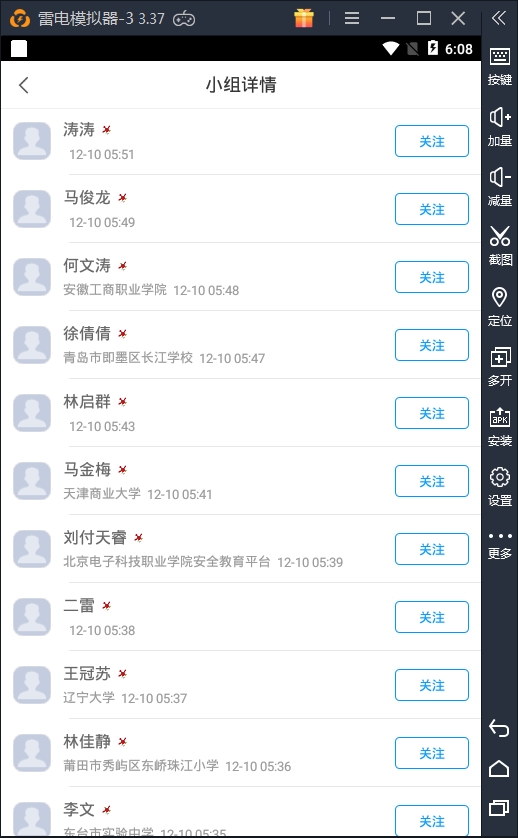 雷电模拟器-3 3.37
6:08
小组详情
涛涛
12-10 05:51
关注
马俊龙
12-10 05:49
关注
何文涛
安徽工商职业学院 12-10 05:48
关注
徐倩倩
青岛市即墨区长江学校 12-10 05:47
关注
林启群
12-10 05:43
关注
马金梅
天津商业大学 12-10 05:41
关注
刘付天睿
北京电子科技职业学院安全教育平台 12-10 05:39
关注
二雷
12-10 05:38
关注
王冠苏
辽宁大学 12-10 05:37
关注
林佳静
莆田市秀屿区东峤珠江小学 12-10 05:36
关注
李文
东台市实验中学 12-10 05:35
关注
按键
加量
减量
截图
定位
多开
APK
安装
设置
更多